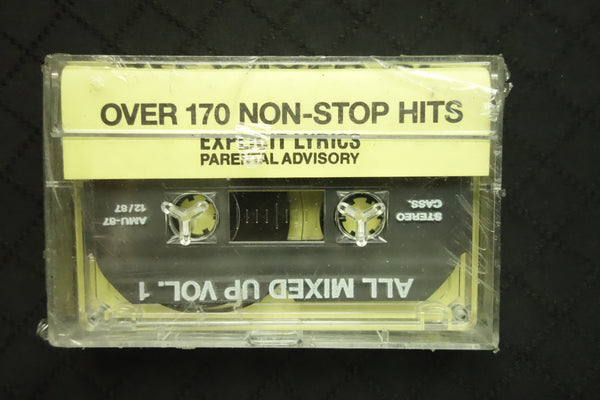 OVER 170 NON-STOP HITS
EXPLICIT LYRICS
PARENTAL ADVISORY
STEREO
CASS.
AMU-87
12/87
ALL MIXED UP VOL. 1